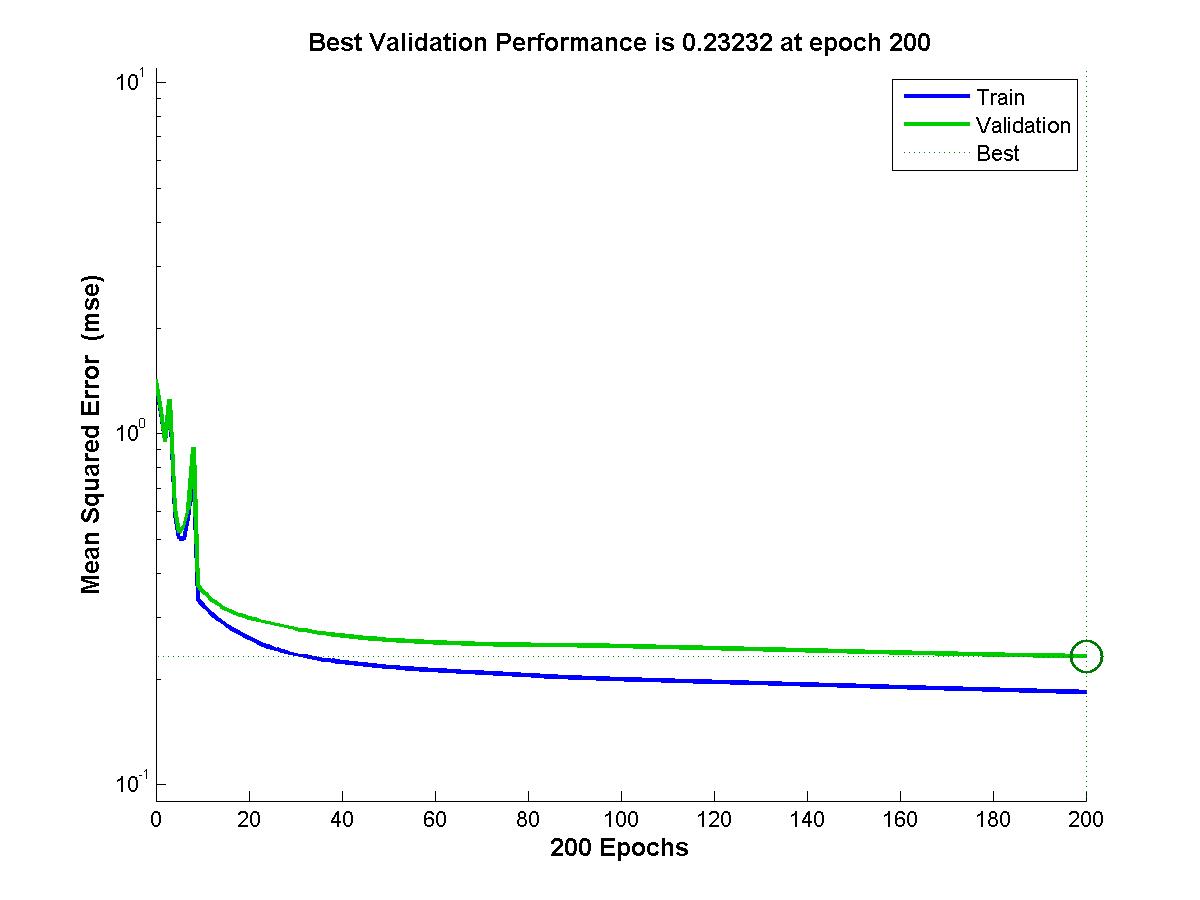 Best Validation Performance is 0.23232 at epoch 200
Train
Validation
Best
Mean Squared Error (mse)
10^1
10^0
10^-1
0 20 40 60 80 100 120 140 160 180 200
200 Epochs